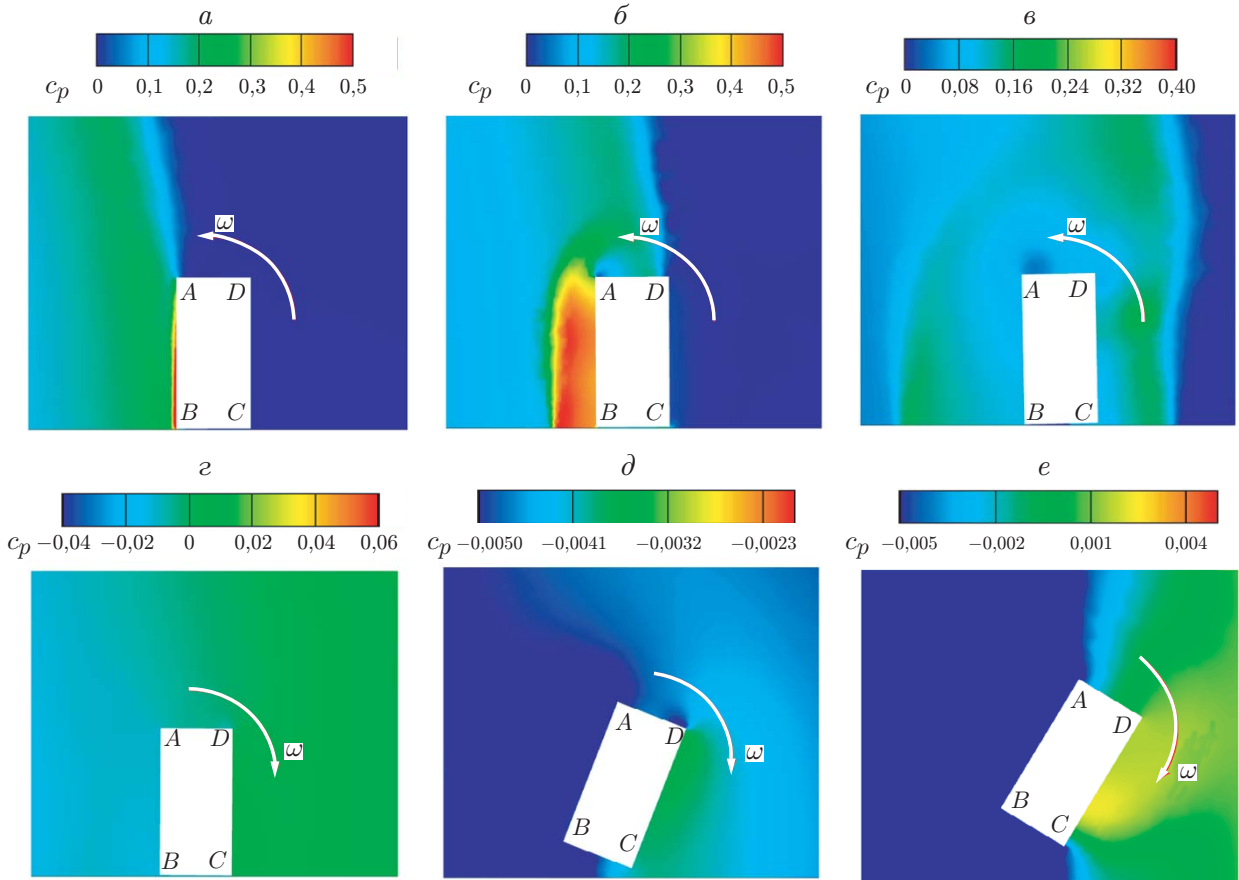 а
c_p 0 0,1 0,2 0,3 0,4 0,5
ω
A D
B C
б
c_p 0 0,1 0,2 0,3 0,4 0,5
ω
A D
B C
в
c_p 0 0,08 0,16 0,24 0,32 0,40
ω
A D
B C
г
c_p −0,04 −0,02 0 0,02 0,04 0,06
ω
A D
B C
д
c_p −0,0050 −0,0041 −0,0032 −0,0023
ω
A
D
B
C
е
c_p −0,005 −0,002 0,001 0,004
ω
A
D
B
C